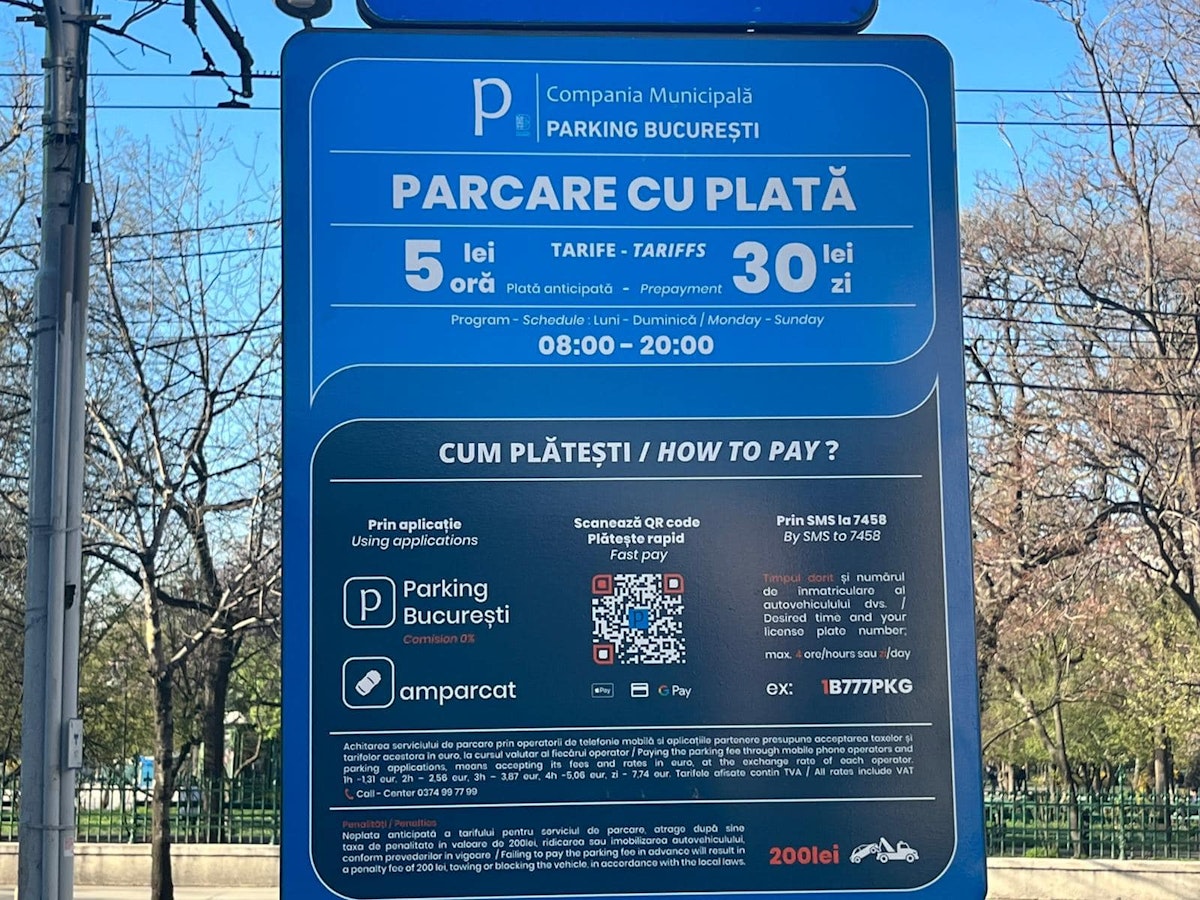 p
Compania Municipală
PARKING BUCUREȘTI
PARCARE CU PLATĂ
5 lei
oră
TARIFE - TARIFFS
Plată anticipată - Prepayment
30 lei
zi
Program - Schedule : Luni - Duminică / Monday - Sunday
08:00 - 20:00
CUM PLĂTEȘTI / HOW TO PAY ?
Prin aplicație
Using applications
p Parking
București
Comision 0%
amparcat
Scanează QR code
Plătește rapid
Fast pay
Pay G Pay
Prin SMS la 7458
By SMS to 7458
Timpul dorit și numărul
de inmatriculare al
autovehiculului dvs. /
Desired time and your
license plate number;
max. 4 ore/hours sau zi/day
ex: 1B777PKG
Achitarea serviciului de parcare prin operatorii de telefonie mobilă si aplicațiile partenere presupune acceptarea taxelor și
tarifelor acestora în euro, la cursul valutar al fiecărui operator / Paying the parking fee through mobile phone operators and
parking applications, means accepting its fees and rates in euro, at the exchange rate of each operator.
1h -1,31 eur, 2h – 2,56 eur, 3h – 3,87 eur, 4h -5,06 eur, zi - 7,74 eur. Tarifele afisate contin TVA / All rates include VAT
Call - Center 0374 99 77 99
Penalități / Penalties
Neplata anticipată a tarifului pentru serviciul de parcare, atrage după sine
taxa de penalitate in valoare de 200lei, ridicarea sau imobilizarea autovehiculului,
conform prevederilor in vigoare / Failing to pay the parking fee in advance will result in
a penalty fee of 200 lei, towing or blocking the vehicle, in accordance with the local laws.
200lei